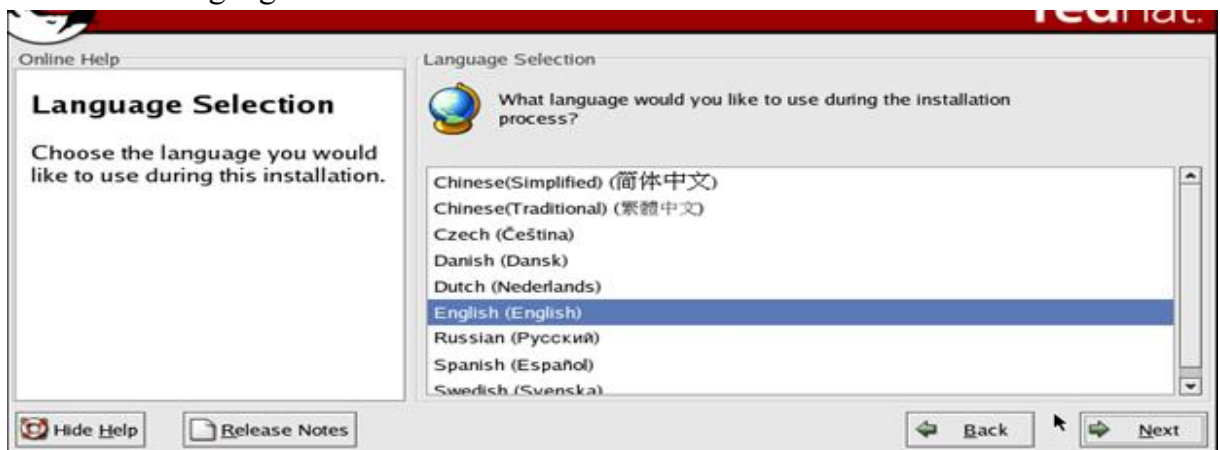 redhat.
Online Help
Language Selection
Choose the language you would
like to use during this installation.
Language Selection
What language would you like to use during the installation
process?
Chinese(Simplified) (简体中文)
Chinese(Traditional) (繁體中文)
Czech (Čeština)
Danish (Dansk)
Dutch (Nederlands)
English (English)
Russian (Русский)
Spanish (Español)
Swedish (Svenska)
Hide Help
Release Notes
Back
Next